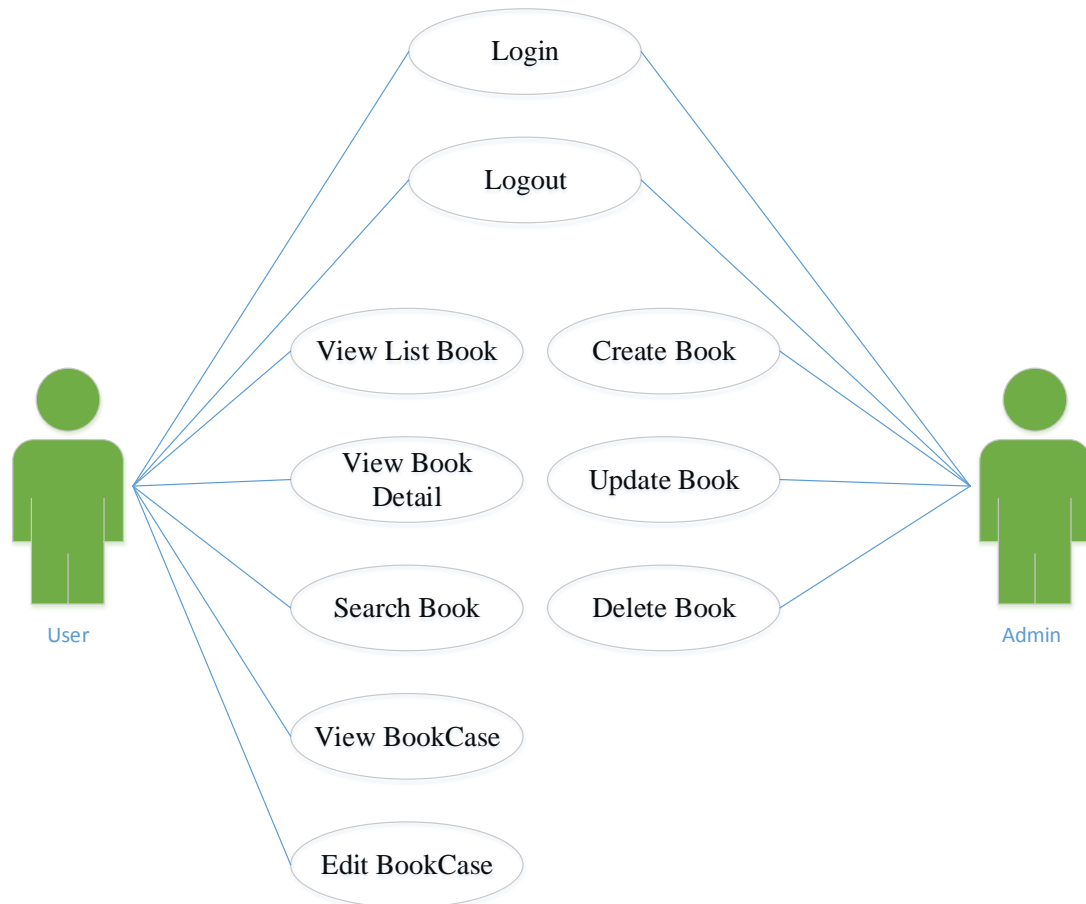 Login
Logout
View List Book
Create Book
View Book
Detail
Update Book
Search Book
Delete Book
User
Admin
View BookCase
Edit BookCase